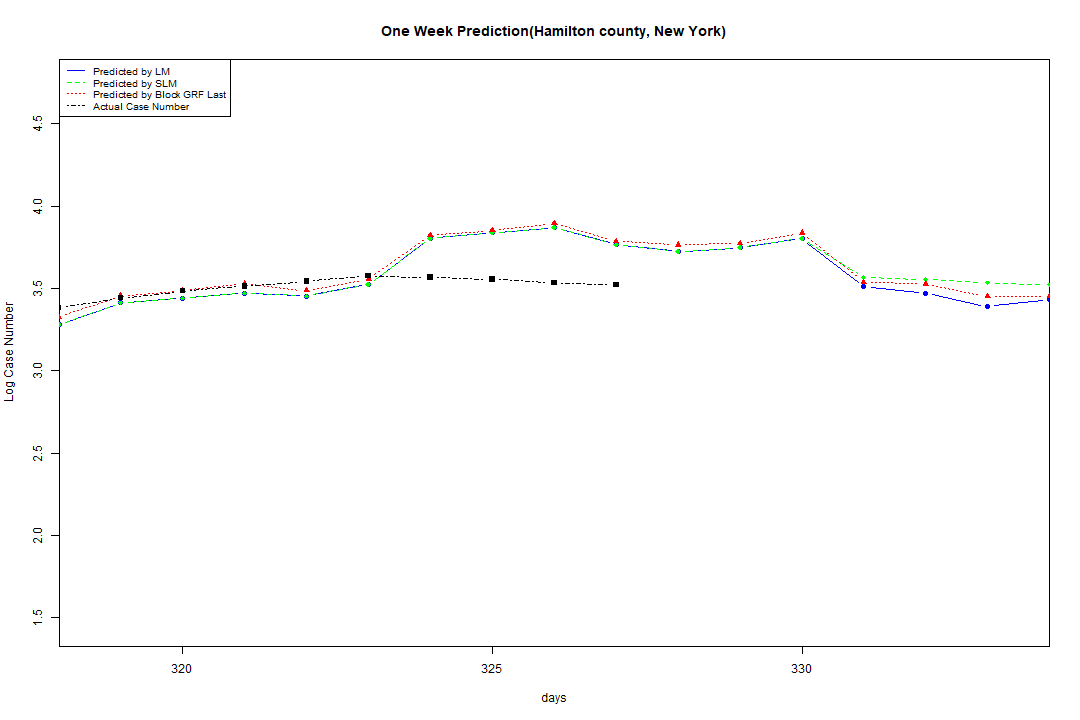 One Week Prediction(Hamilton county, New York)
Predicted by LM
Predicted by SLM
Predicted by Block GRF Last
Actual Case Number
4.5
4.0
3.5
3.0
2.5
2.0
1.5
Log Case Number
320
325
330
days